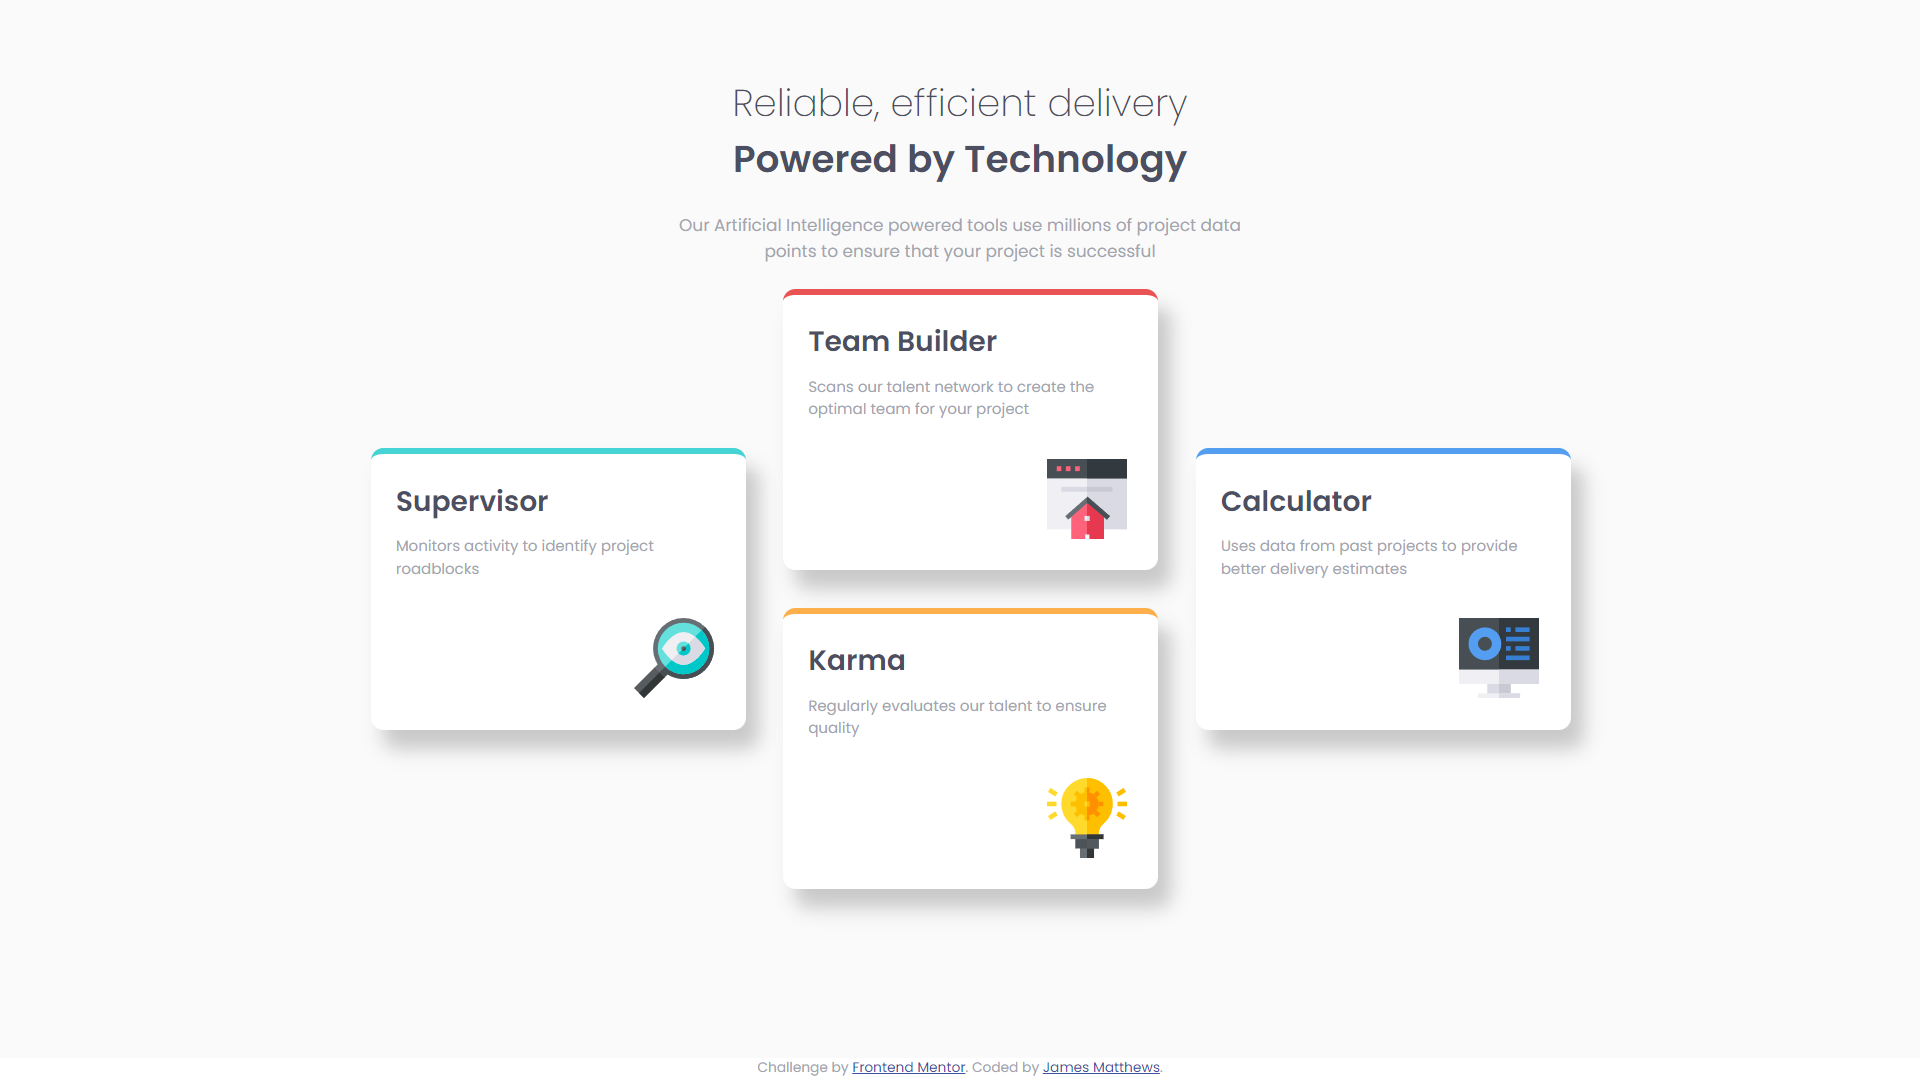 Reliable, efficient delivery
Powered by Technology
Our Artificial Intelligence powered tools use millions of project data
points to ensure that your project is successful
Team Builder
Scans our talent network to create the
optimal team for your project
Supervisor
Monitors activity to identify project
roadblocks
Calculator
Uses data from past projects to provide
better delivery estimates
Karma
Regularly evaluates our talent to ensure
quality
Challenge by Frontend Mentor. Coded by James Matthews.